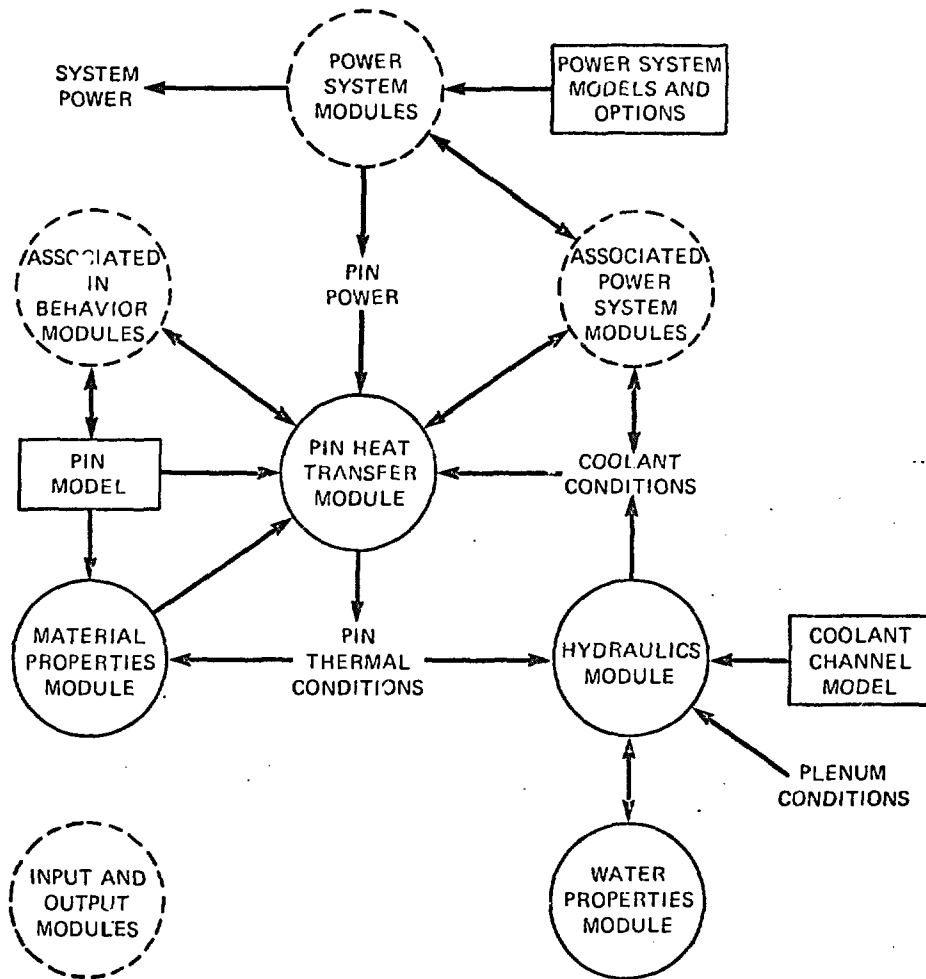 SYSTEM
POWER
POWER
SYSTEM
MODULES
POWER SYSTEM
MODELS AND
OPTIONS
ASSOCIATED
IN
BEHAVIOR
MODULES
PIN
POWER
ASSOCIATED
POWER
SYSTEM
MODULES
PIN
MODEL
PIN HEAT
TRANSFER
MODULE
COOLANT
CONDITIONS
MATERIAL
PROPERTIES
MODULE
PIN
THERMAL
CONDITIONS
HYDRAULICS
MODULE
COOLANT
CHANNEL
MODEL
PLENUM
CONDITIONS
INPUT AND
OUTPUT
MODULES
WATER
PROPERTIES
MODULE